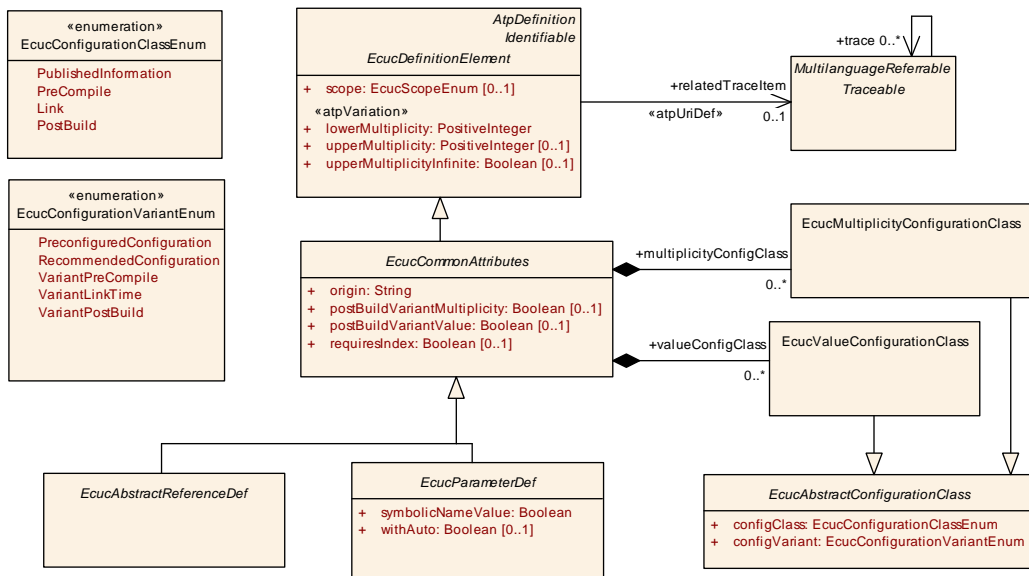 «enumeration»
EcucConfigurationClassEnum
PublishedInformation
PreCompile
Link
PostBuild
«enumeration»
EcucConfigurationVariantEnum
PreconfiguredConfiguration
RecommendedConfiguration
VariantPreCompile
VariantLinkTime
VariantPostBuild
AtpDefinition
Identifiable
EcucDefinitionElement
+ scope: EcucScopeEnum [0..1]
«atpVariation»
+ lowerMultiplicity: PositiveInteger
+ upperMultiplicity: PositiveInteger [0..1]
+ upperMultiplicityInfinite: Boolean [0..1]
+relatedTraceItem
«atpUriDef»
0..1
+trace 0..*
MultilanguageReferrable
Traceable
EcucCommonAttributes
+ origin: String
+ postBuildVariantMultiplicity: Boolean [0..1]
+ postBuildVariantValue: Boolean [0..1]
+ requiresIndex: Boolean [0..1]
+multiplicityConfigClass
0..*
EcucMultiplicityConfigurationClass
+valueConfigClass
0..*
EcucValueConfigurationClass
EcucAbstractReferenceDef
EcucParameterDef
+ symbolicNameValue: Boolean
+ withAuto: Boolean [0..1]
EcucAbstractConfigurationClass
+ configClass: EcucConfigurationClassEnum
+ configVariant: EcucConfigurationVariantEnum